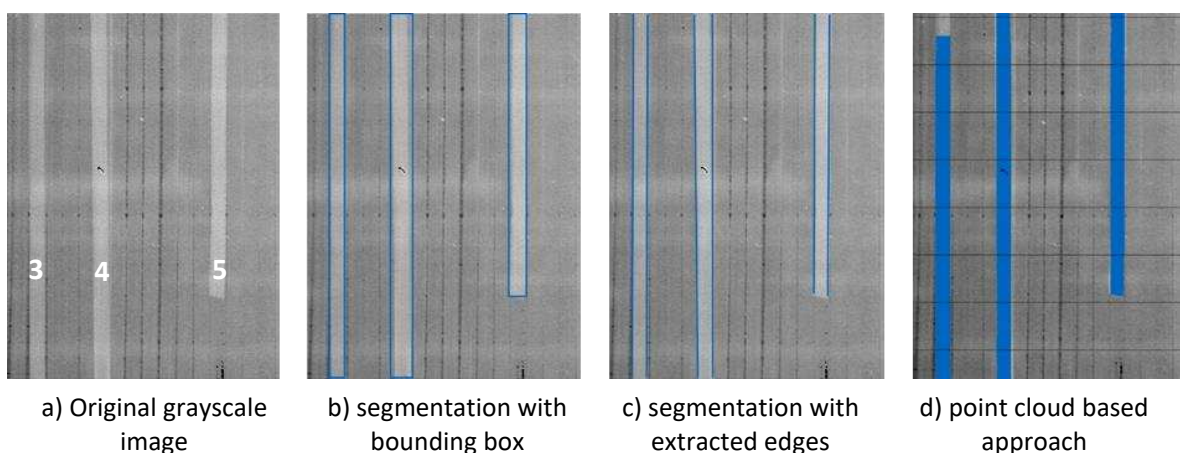 3
4
5
a) Original grayscale
image
b) segmentation with
bounding box
c) segmentation with
extracted edges
d) point cloud based
approach